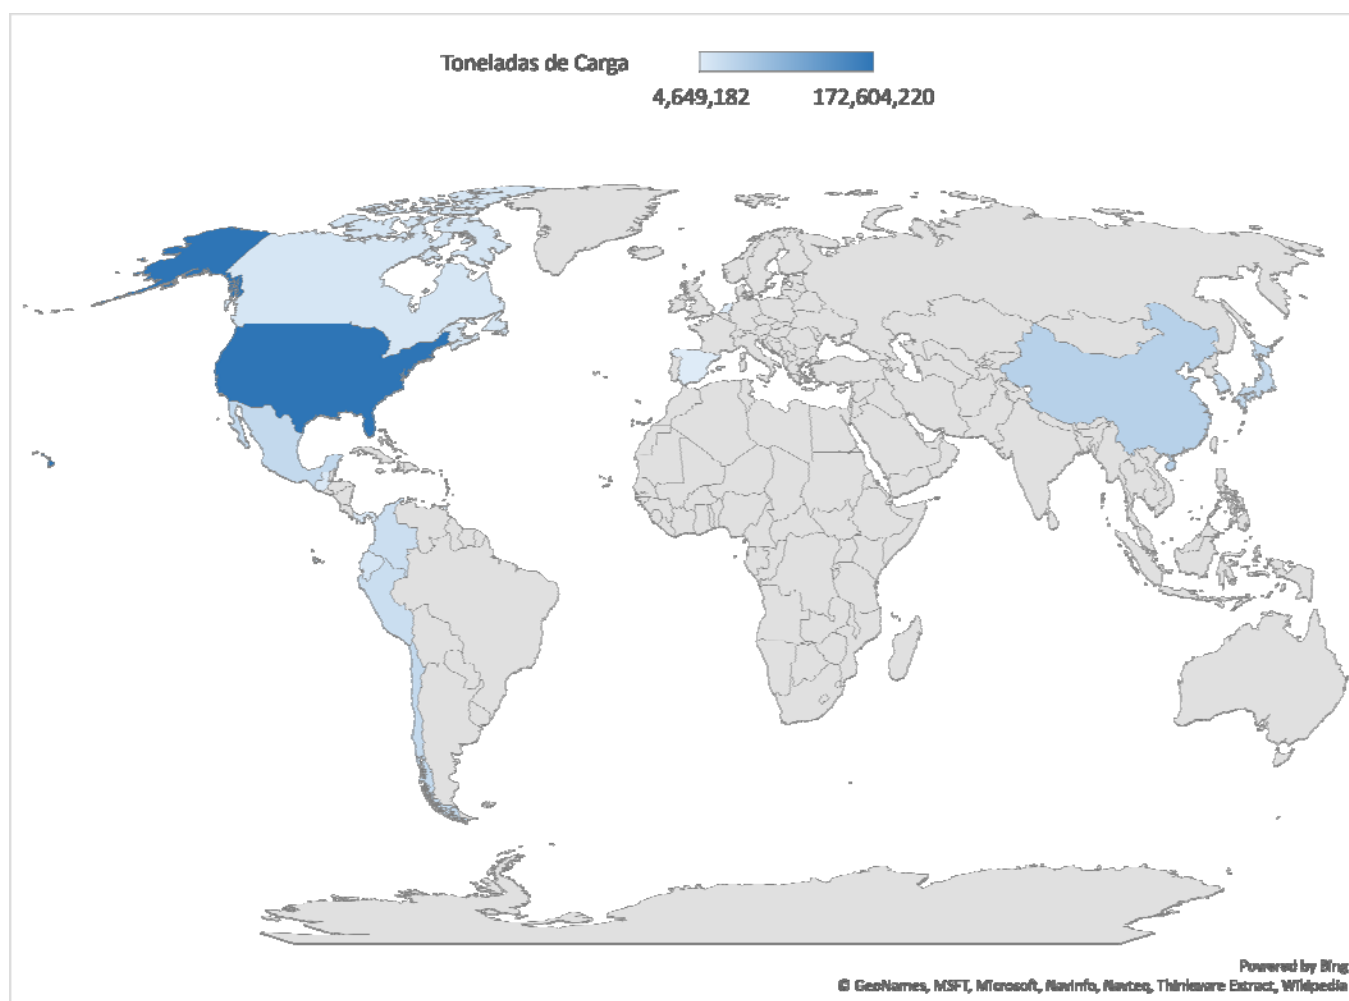 Toneladas de Carga
4,649,182 172,604,220
Powered by Bing
© GeoNames, MSFT, Microsoft, NavInfo, Navteq, Thinkware Extract, Wikipedia